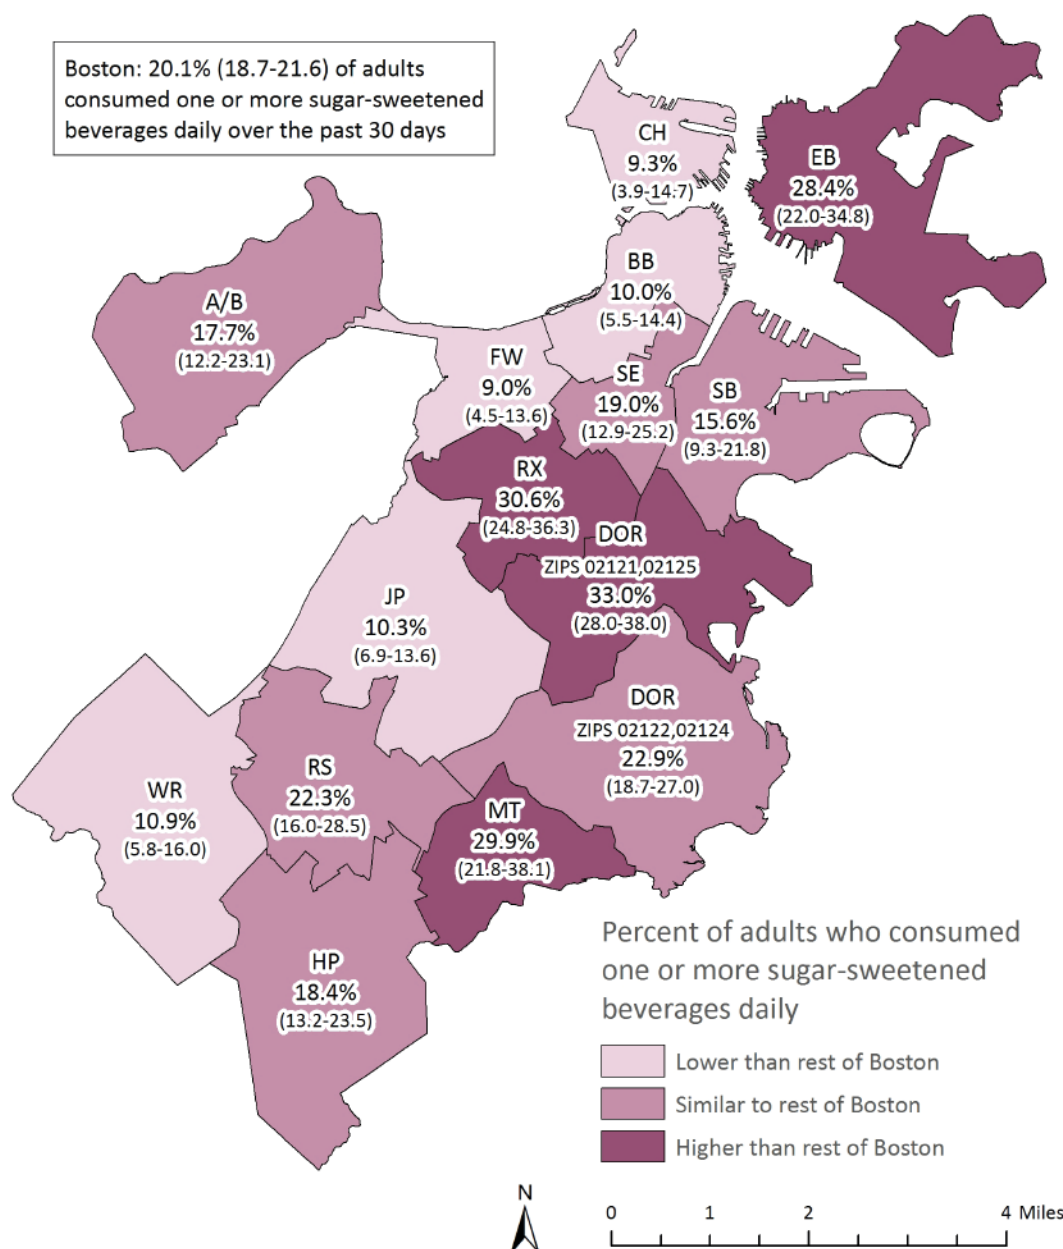 Boston: 20.1% (18.7-21.6) of adults
consumed one or more sugar-sweetened
beverages daily over the past 30 days
CH
9.3%
(3.9-14.7)
EB
28.4%
(22.0-34.8)
BB
10.0%
(5.5-14.4)
A/B
17.7%
(12.2-23.1)
FW
9.0%
(4.5-13.6)
SE
19.0%
(12.9-25.2)
SB
15.6%
(9.3-21.8)
RX
30.6%
(24.8-36.3)
DOR
ZIPS 02121,02125
33.0%
(28.0-38.0)
JP
10.3%
(6.9-13.6)
DOR
ZIPS 02122,02124
22.9%
(18.7-27.0)
RS
22.3%
(16.0-28.5)
WR
10.9%
(5.8-16.0)
MT
29.9%
(21.8-38.1)
HP
18.4%
(13.2-23.5)
Percent of adults who consumed
one or more sugar-sweetened
beverages daily
Lower than rest of Boston
Similar to rest of Boston
Higher than rest of Boston
N
0 1 2 4 Miles